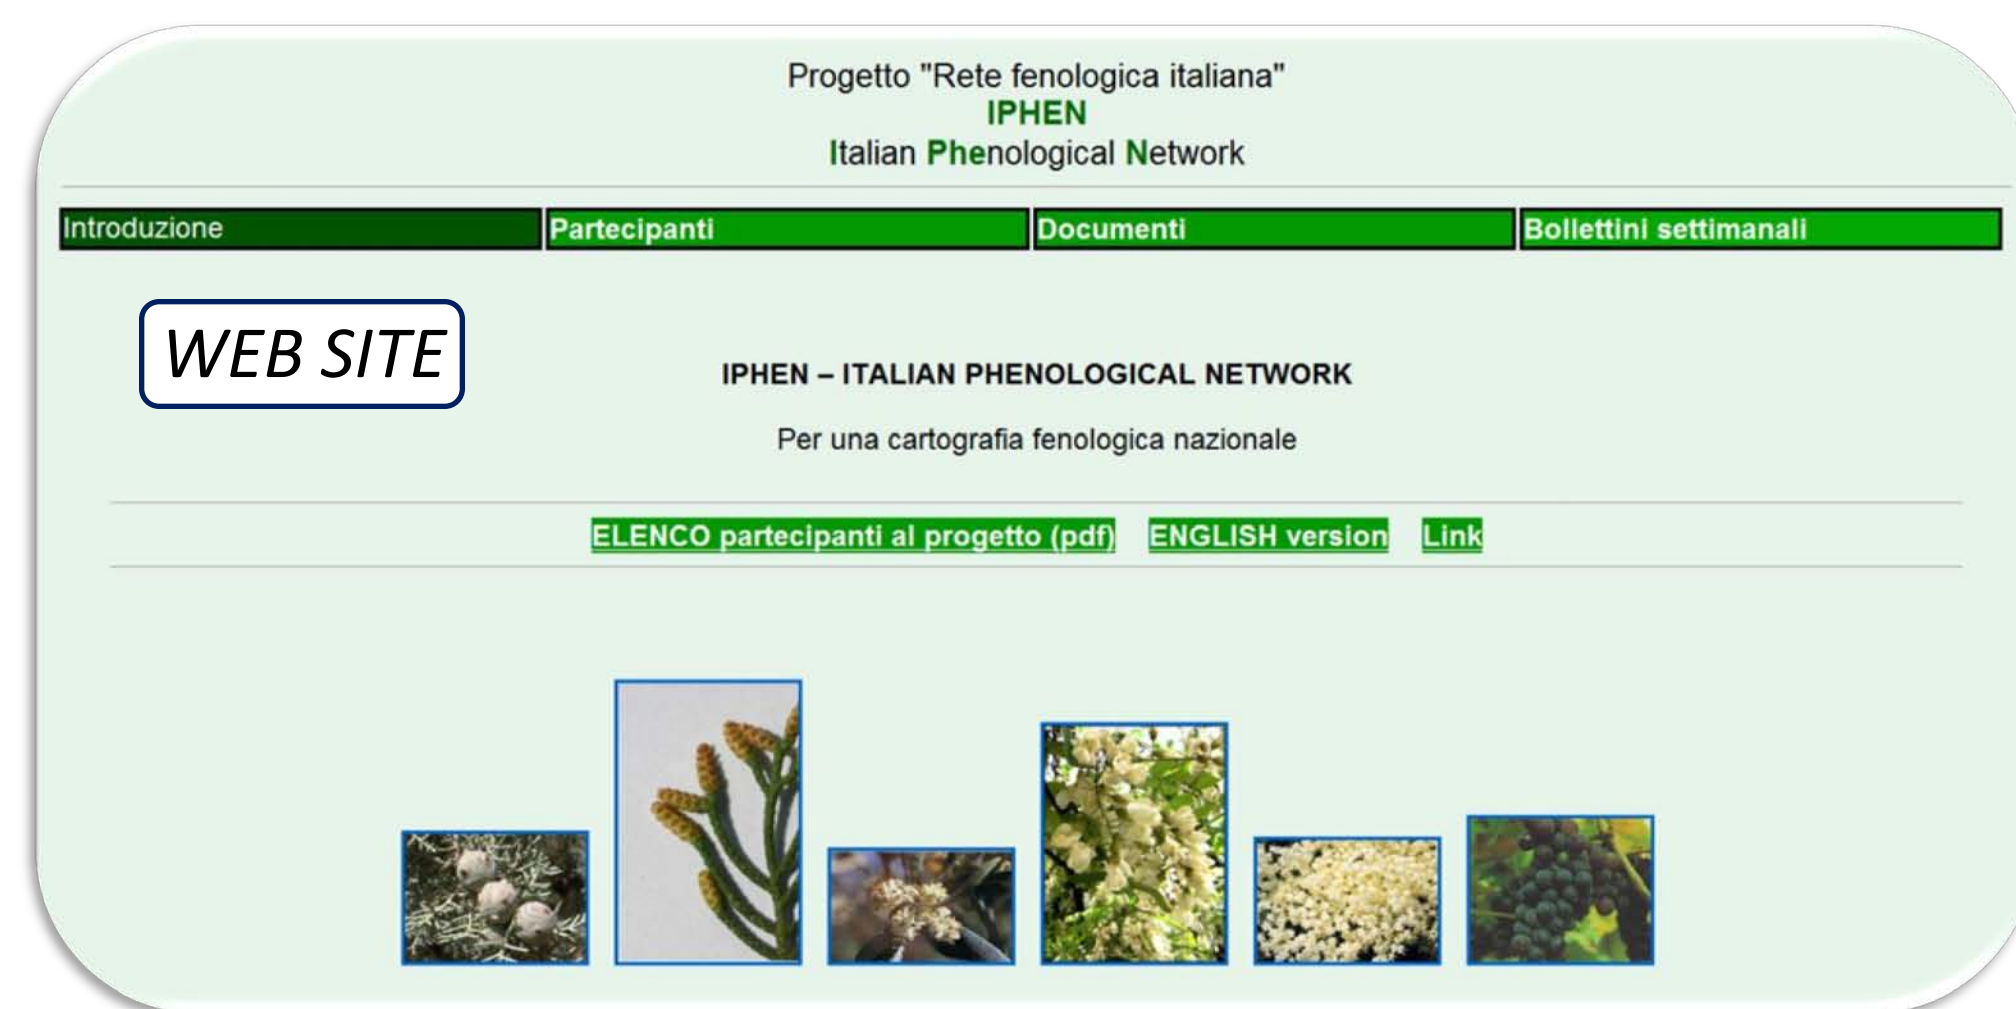 Progetto "Rete fenologica italiana"
IPHEN
Italian Phenological Network
Introduzione
Partecipanti
Documenti
Bollettini settimanali
WEB SITE
IPHEN – ITALIAN PHENOLOGICAL NETWORK
Per una cartografia fenologica nazionale
ELENCO partecipanti al progetto (pdf) ENGLISH version Link